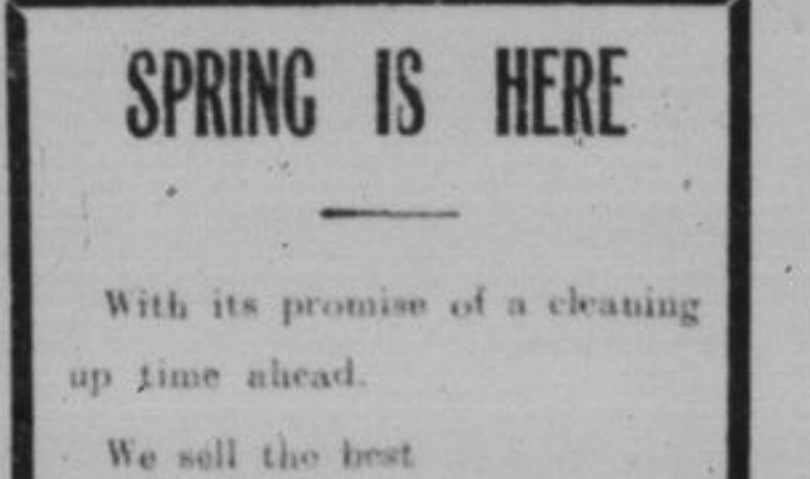 SPRING IS HERE
With its promise of a cleaning
up time ahead.
We sell the best